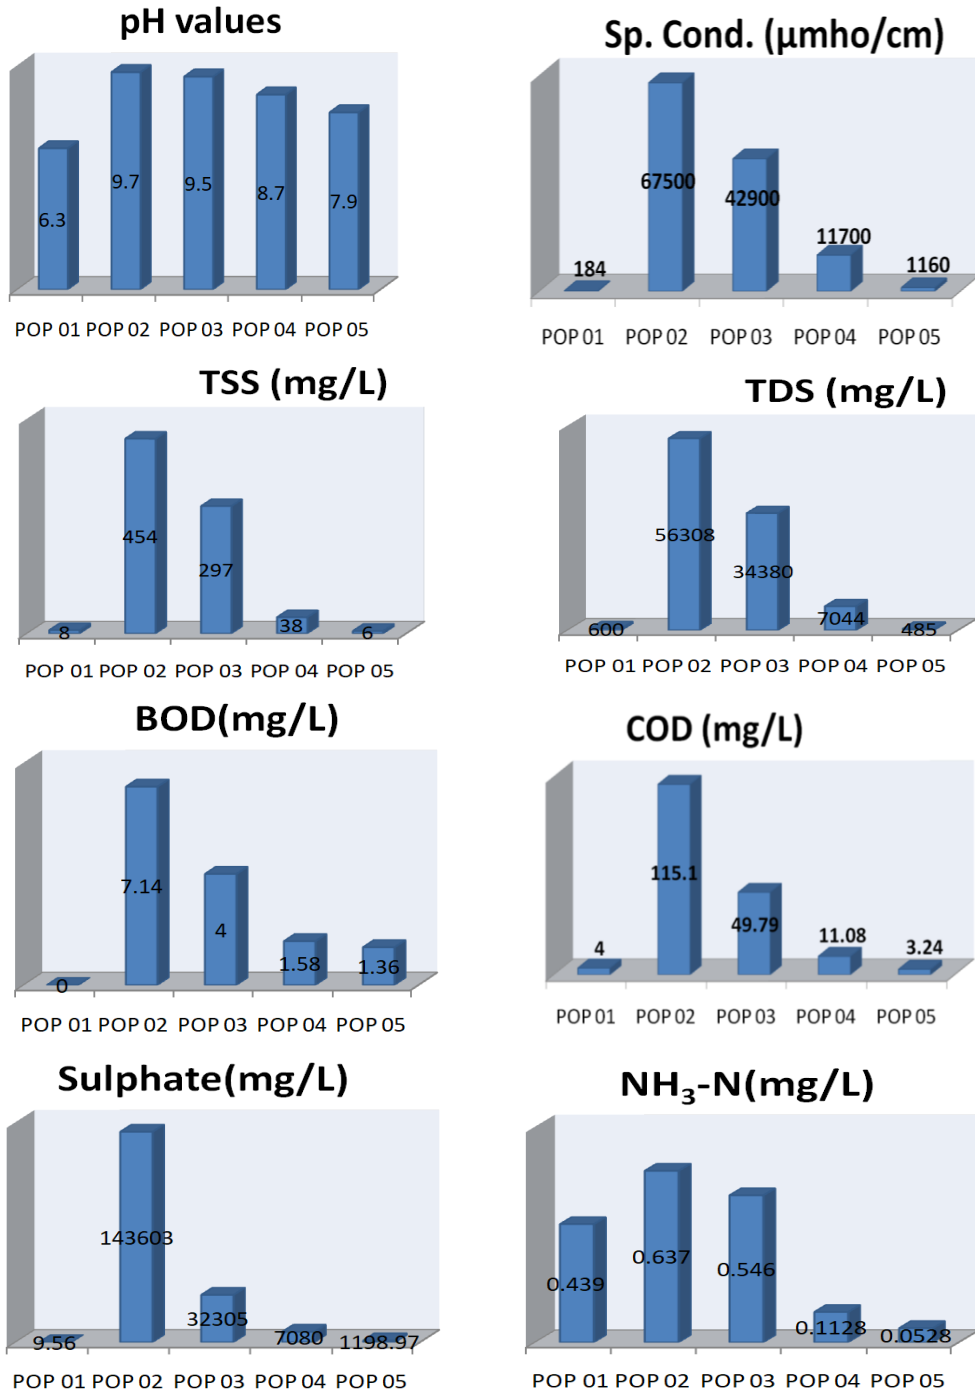 pH values
6.3
9.7
9.5
8.7
7.9
POP 01 POP 02 POP 03 POP 04 POP 05
Sp. Cond. (µmho/cm)
184
67500
42900
11700
1160
POP 01 POP 02 POP 03 POP 04 POP 05
TSS (mg/L)
8
454
297
38
6
POP 01 POP 02 POP 03 POP 04 POP 05
TDS (mg/L)
600
56308
34380
7044
485
POP 01 POP 02 POP 03 POP 04 POP 05
BOD(mg/L)
0
7.14
4
1.58
1.36
POP 01 POP 02 POP 03 POP 04 POP 05
COD (mg/L)
4
115.1
49.79
11.08
3.24
POP 01 POP 02 POP 03 POP 04 POP 05
Sulphate(mg/L)
9.56
143603
32305
7080
1198.97
POP 01 POP 02 POP 03 POP 04 POP 05
NH₃-N(mg/L)
0.439
0.637
0.546
0.1128
0.0528
POP 01 POP 02 POP 03 POP 04 POP 05